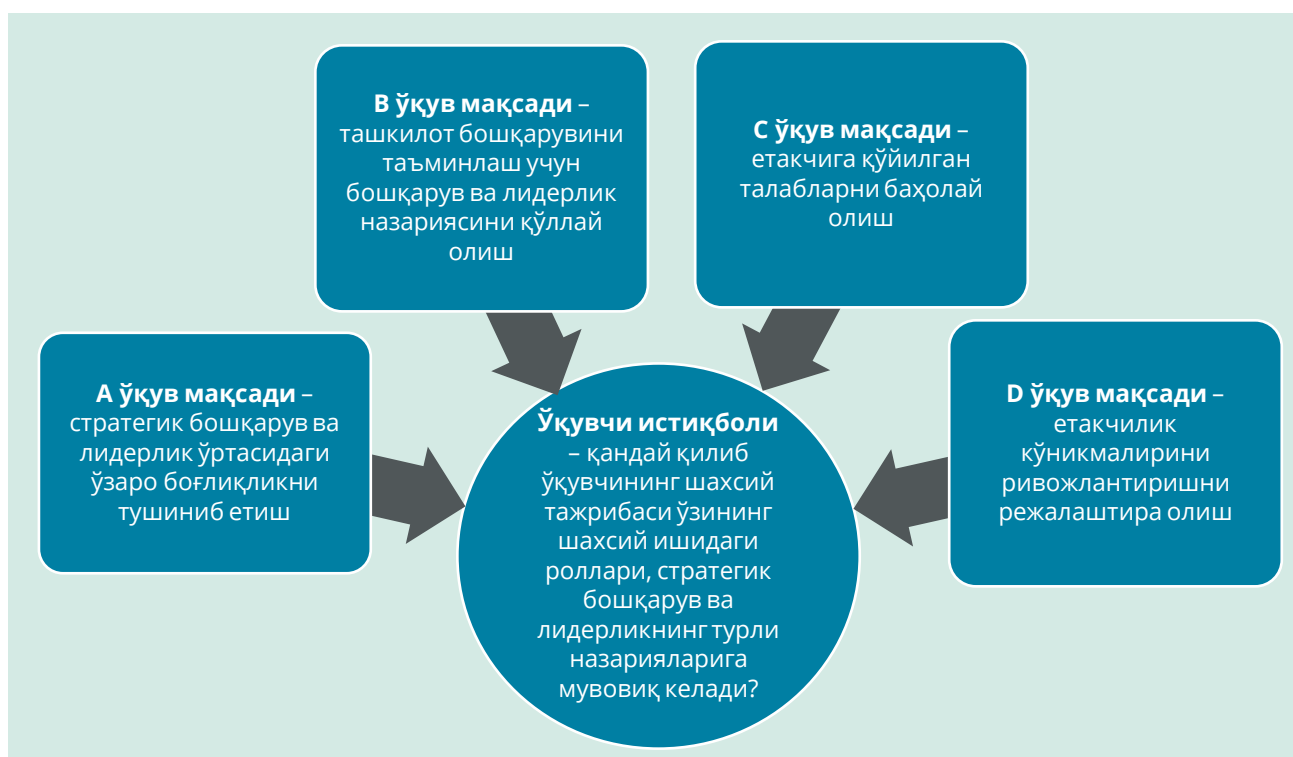 В ўқув мақсади –
ташкилот бошқарувини
таъминлаш учун
бошқарув ва лидерлик
назариясини қўллай
олиш
С ўқув мақсади –
етакчига қўйилган
талабларни баҳолай
олиш
А ўқув мақсади –
стратегик бошқарув ва
лидерлик ўртасидаги
ўзаро боғлиқликни
тушиниб етиш
D ўқув мақсади –
етакчилик
кўникмалирини
ривожлантиришни
режалаштира олиш
Ўқувчи истиқболи
– қандай қилиб
ўқувчининг шахсий
тажрибаси ўзининг
шахсий ишидаги
роллари, стратегик
бошқарув ва
лидерликнинг турли
назарияларига
мувовиқ келади?